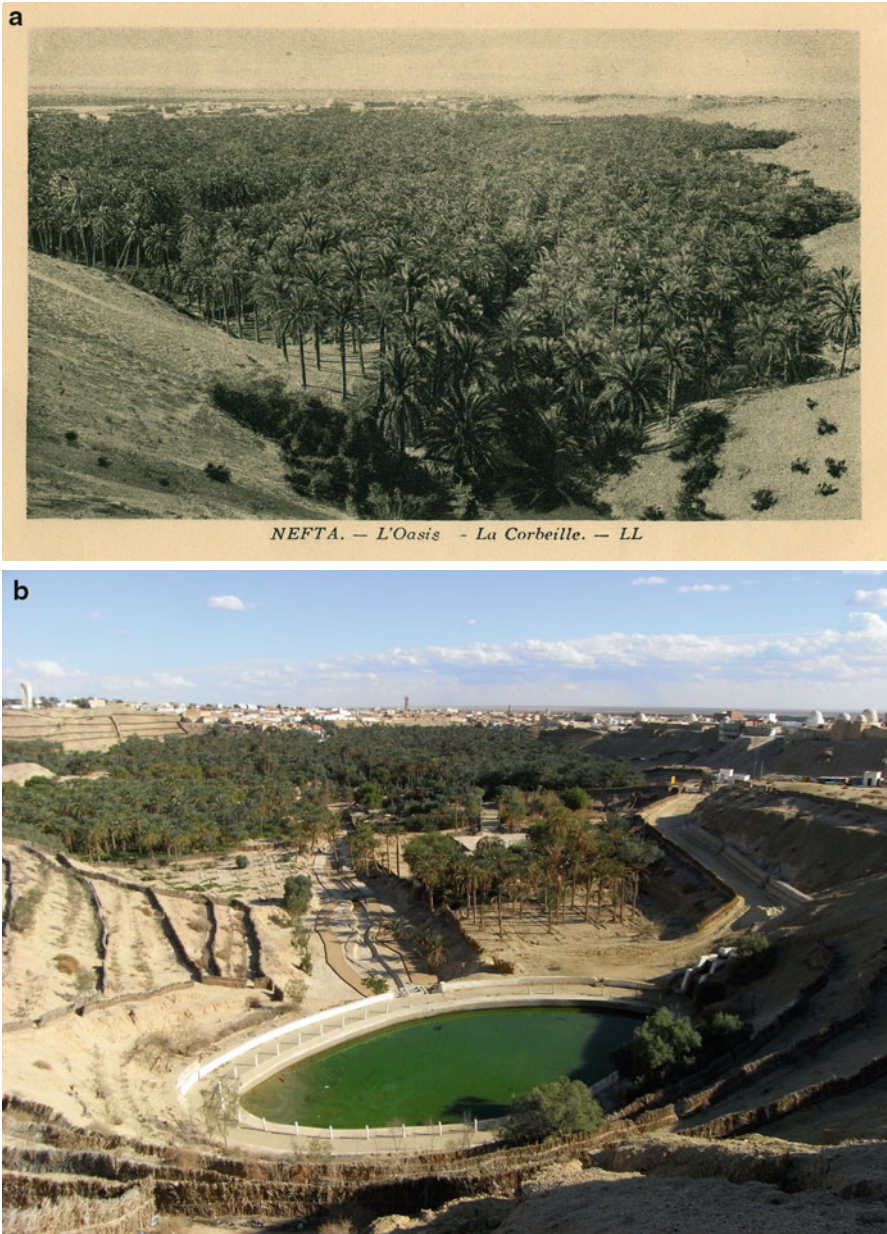 a
NEFTA. — L'Oasis - La Corbeille. — LL
b